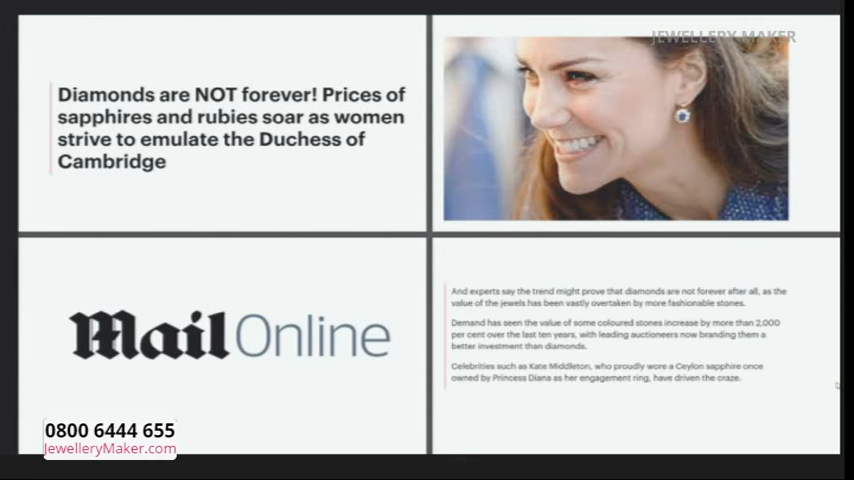 JEWELLERY MAKER
Diamonds are NOT forever! Prices of
sapphires and rubies soar as women
strive to emulate the Duchess of
Cambridge
Mail Online
And experts say the trend might prove that diamonds are not forever after all, as the
value of the jewels has been vastly overtaken by more fashionable stones.
Demand has seen the value of some coloured stones increase by more than 2,000
per cent over the last ten years, with leading auctioneers now branding them a
better investment than diamonds.
Celebrities such as Kate Middleton, who proudly wore a Ceylon sapphire once
owned by Princess Diana as her engagement ring, have driven the craze.
0800 6444 655
JewelleryMaker.com